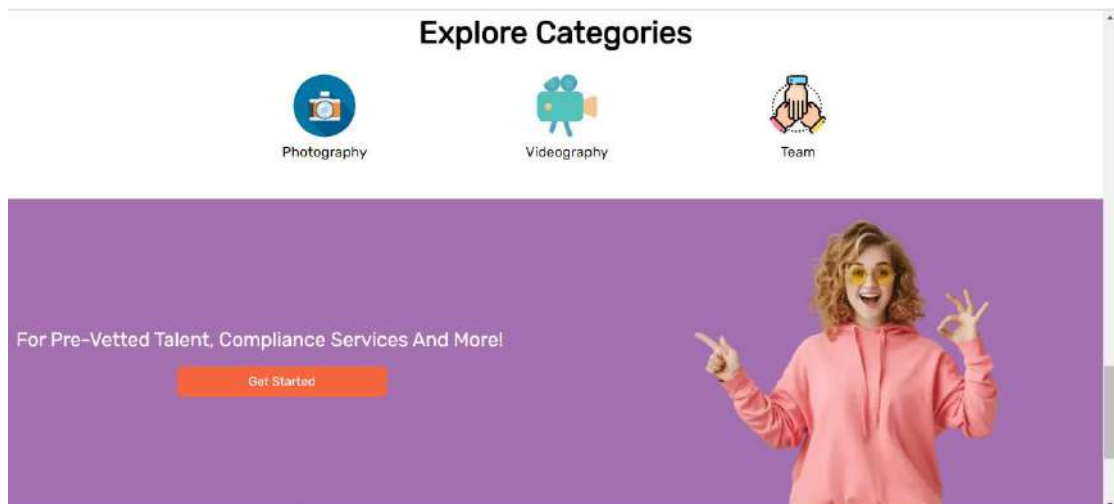 Explore Categories
Photography
Videography
Team
For Pre-Vetted Talent, Compliance Services And More!
Get Started